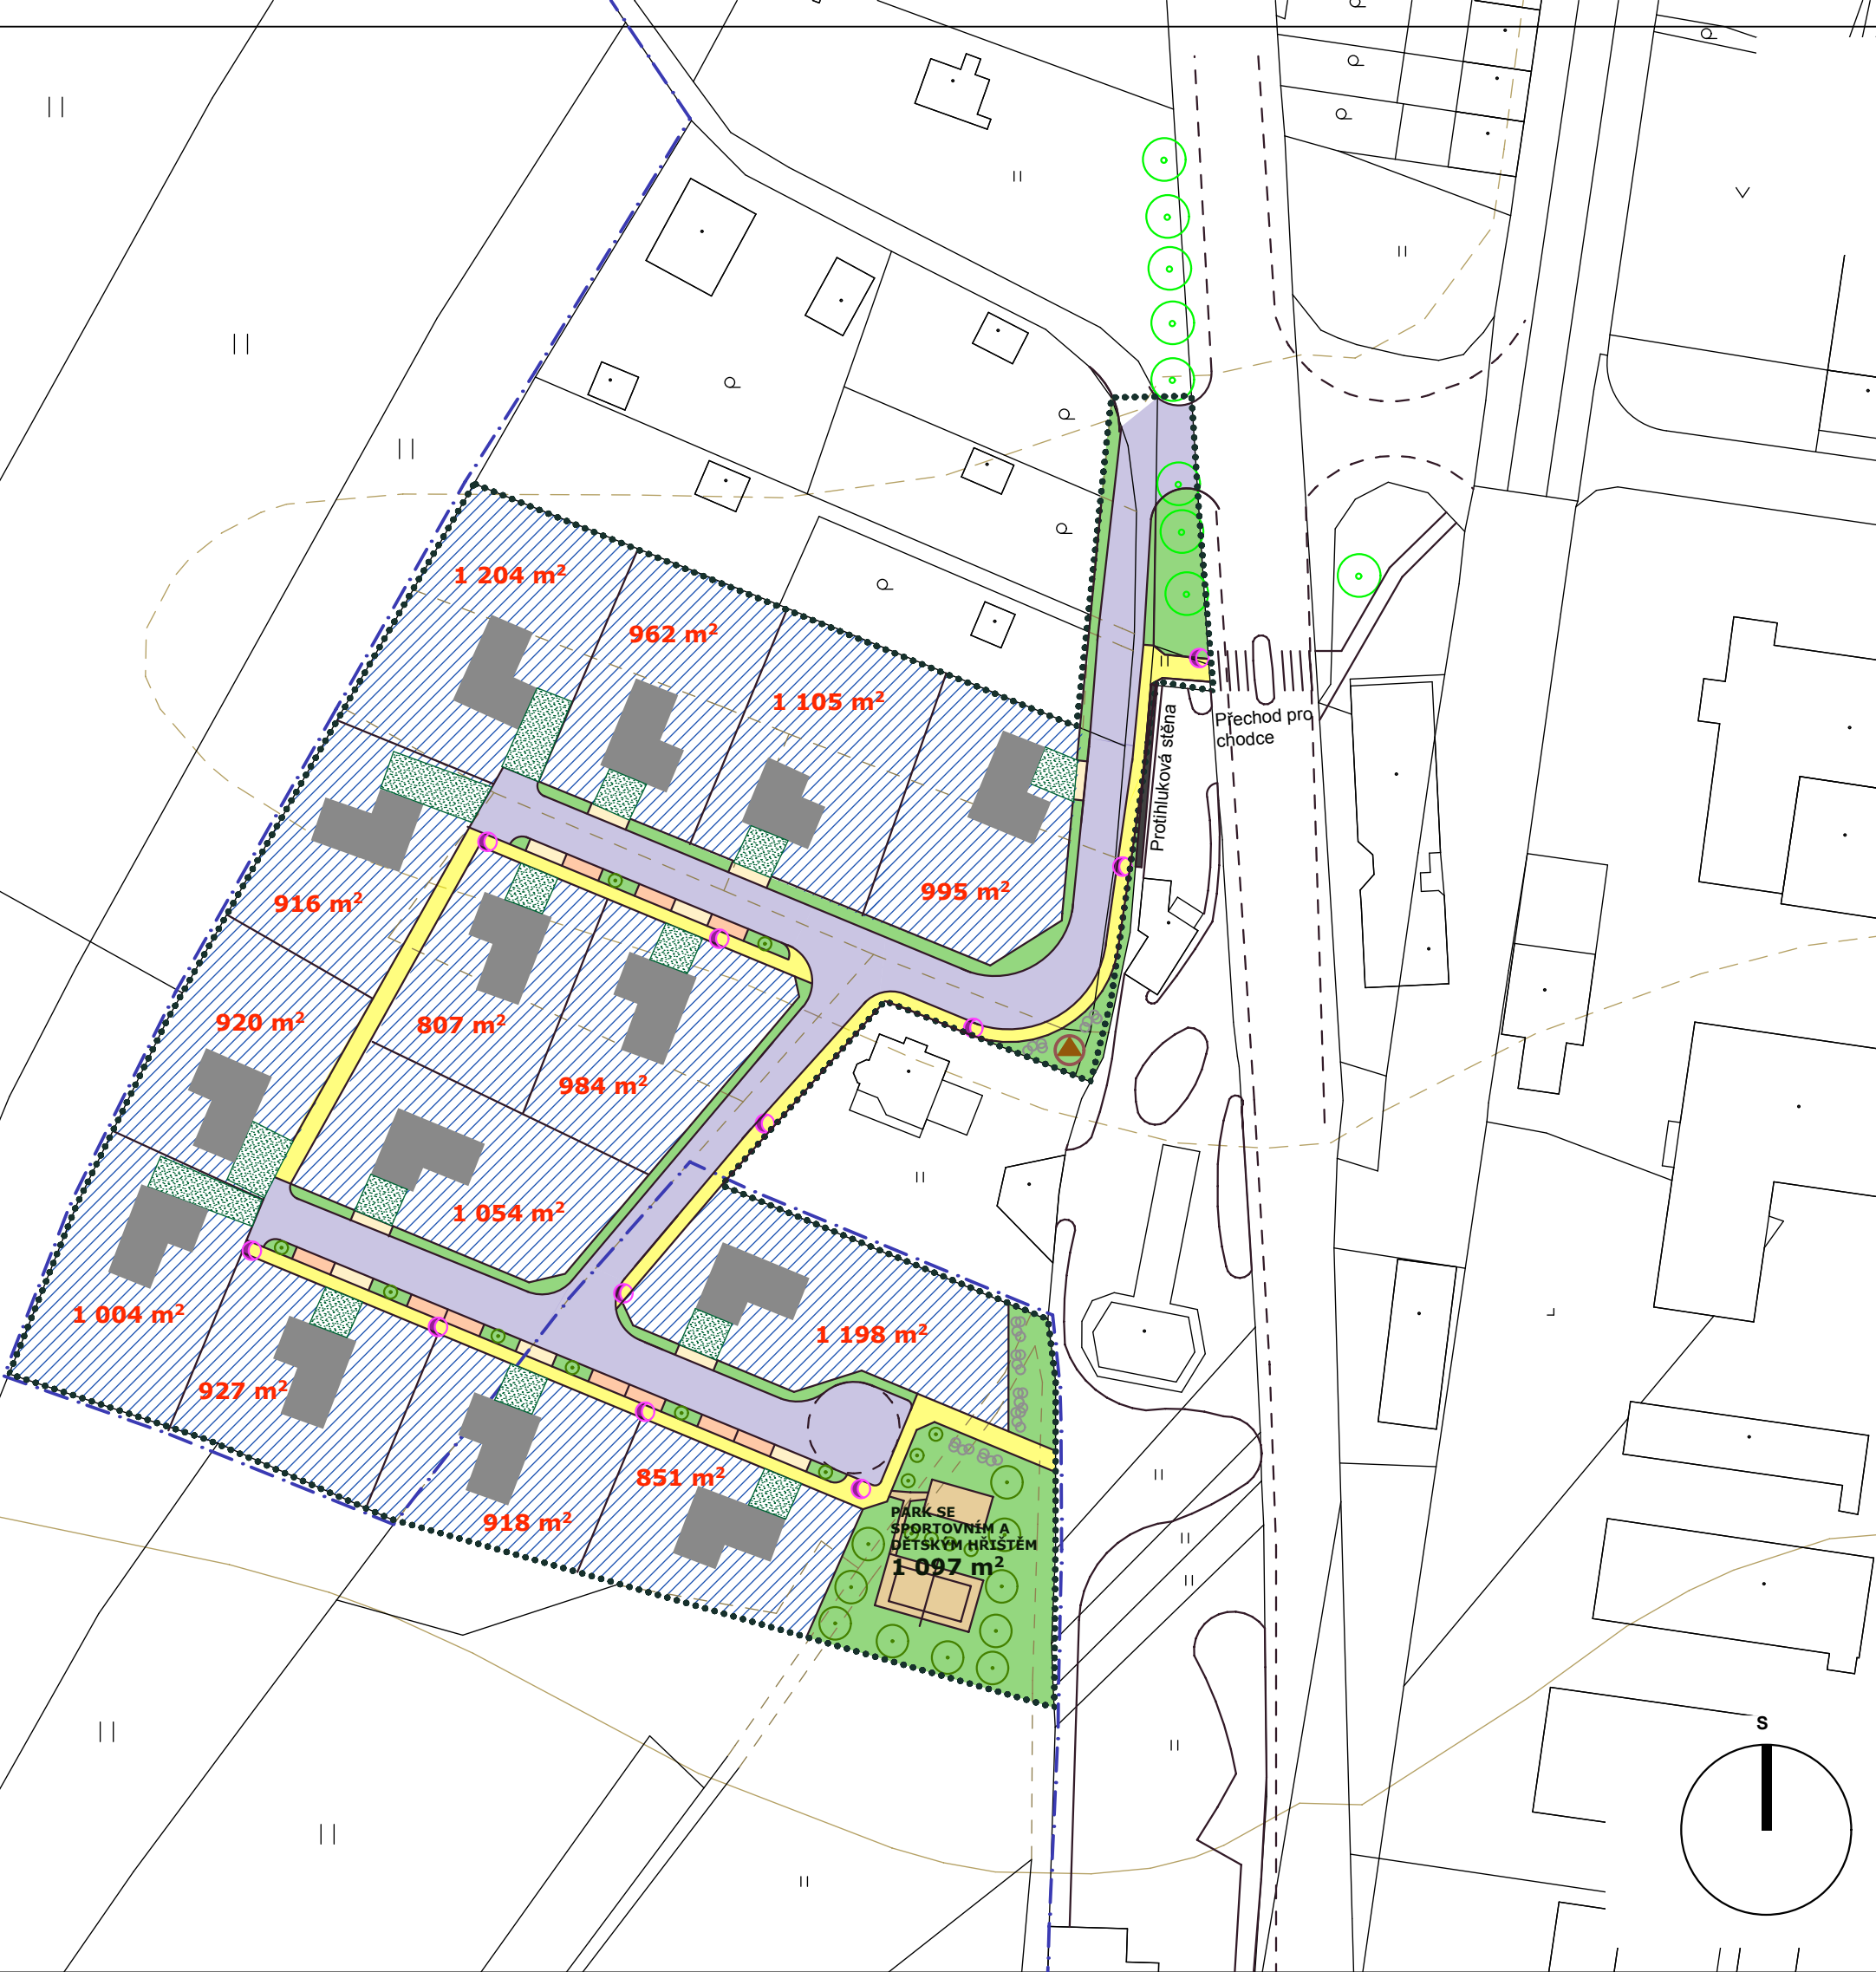 1 204 m²
962 m²
1 105 m²
Přechod pro
chodce
Protihluková stěna
995 m²
916 m²
920 m²
807 m²
984 m²
1 054 m²
1 004 m²
1 198 m²
927 m²
851 m²
918 m²
PARK SE
SPORTOVNÍM A
DĚTSKÝM HŘIŠTĚM
1 097 m²
S